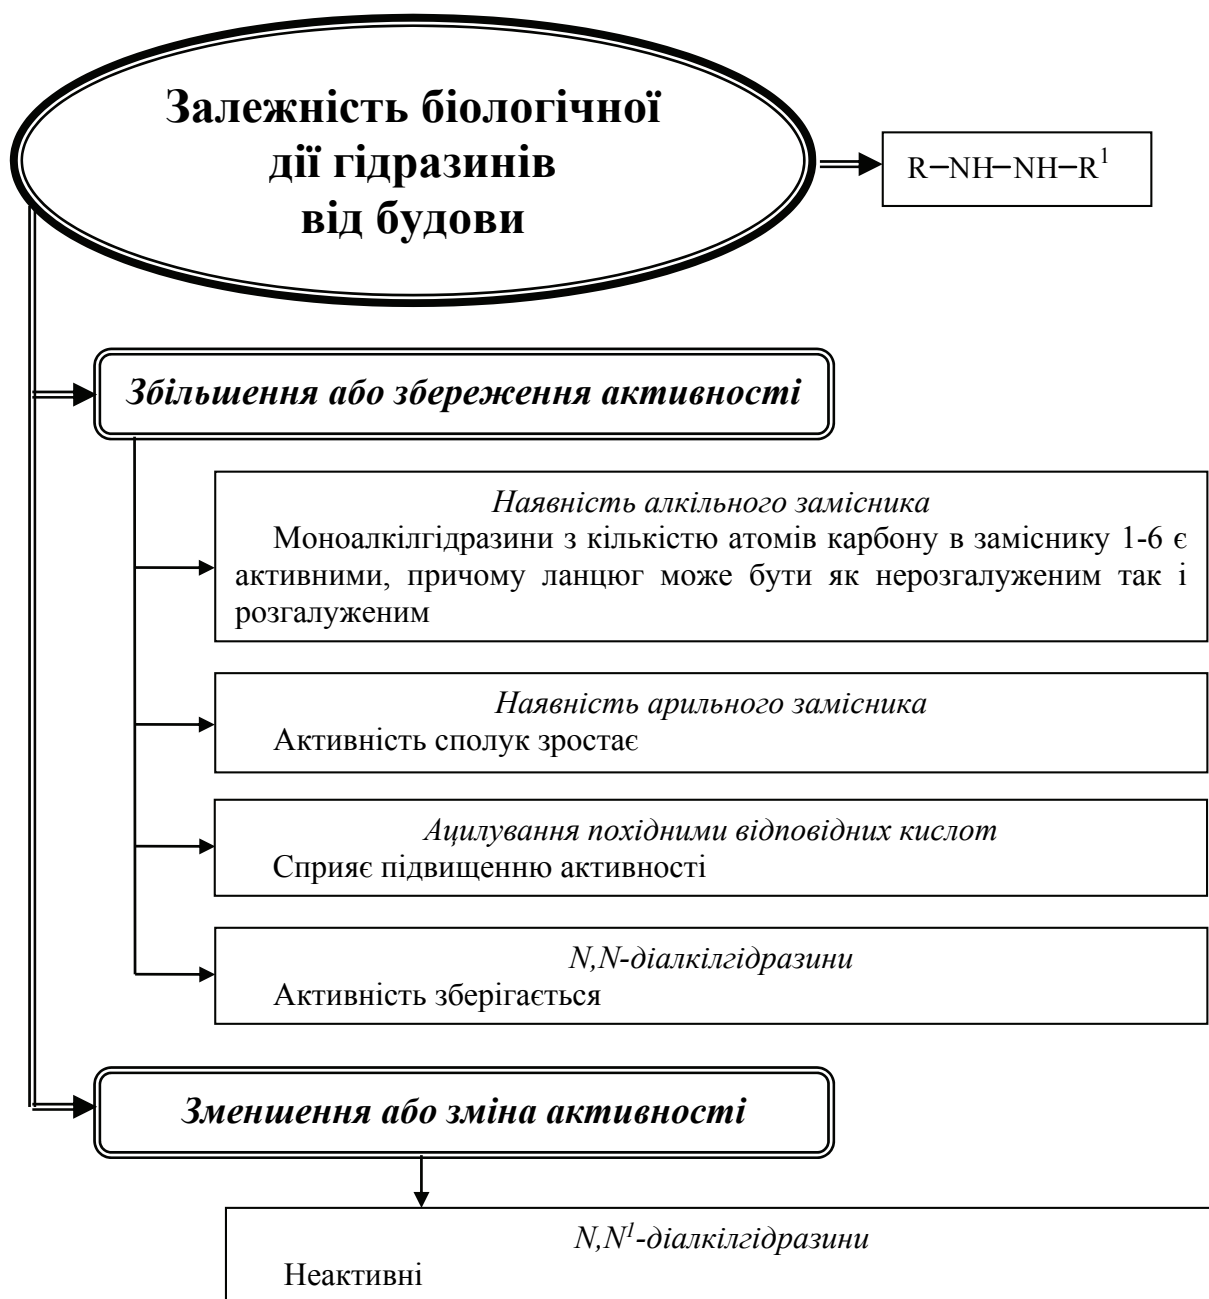 Залежність біологічної
дії гідразинів
від будови
R–NH–NH–R¹
Збільшення або збереження активності
Наявність алкільного замісника
Моноалкілгідразини з кількістю атомів карбону в заміснику 1-6 є
активними, причому ланцюг може бути як нерозгалуженим так і
розгалуженим
Наявність арильного замісника
Активність сполук зростає
Ацилування похідними відповідних кислот
Сприяє підвищенню активності
N,N-діалкілгідразини
Активність зберігається
Зменшення або зміна активності
N,N¹-діалкілгідразини
Неактивні